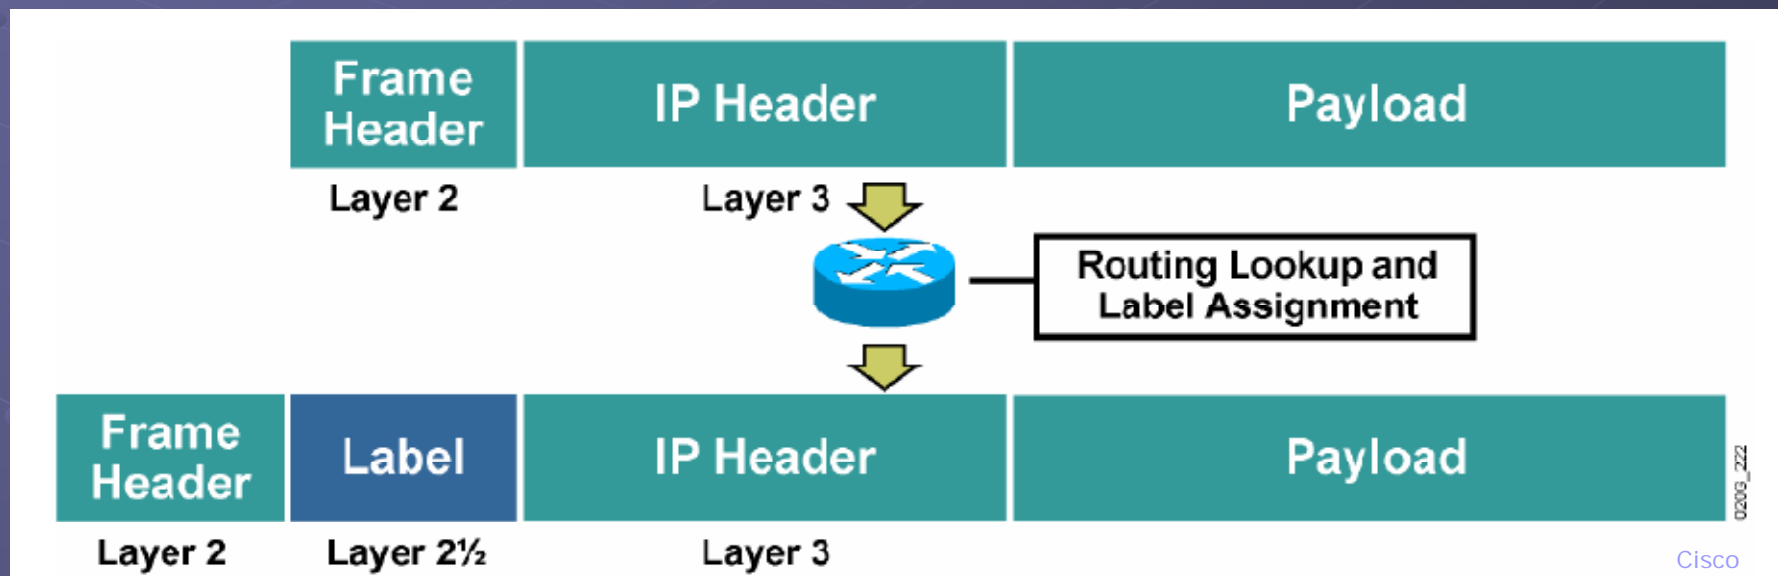 Frame
Header
IP Header
Payload
Layer 2
Layer 3
Routing Lookup and
Label Assignment
Frame
Header
Label
IP Header
Payload
020G_222
Layer 2
Layer 2½
Layer 3
Cisco